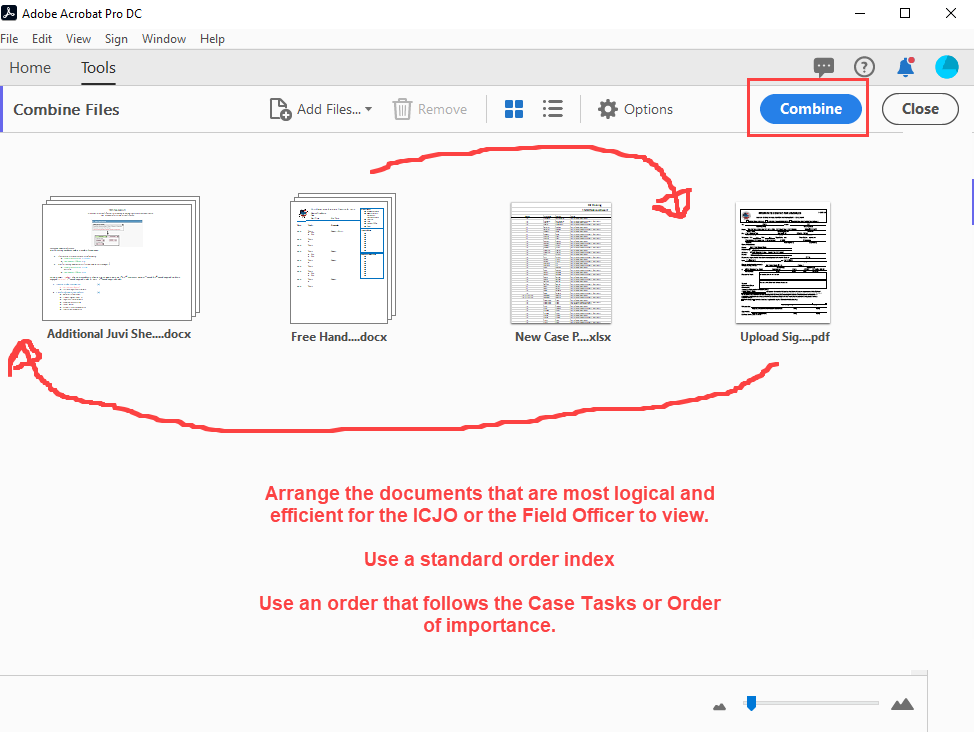 Adobe Acrobat Pro DC
File Edit View Sign Window Help
Home Tools
Combine Files Add Files... Remove Options Combine Close
Additional Juvi She....docx Free Hand....docx New Case P....xlsx Upload Sig....pdf
Arrange the documents that are most logical and
efficient for the ICJO or the Field Officer to view.
Use a standard order index
Use an order that follows the Case Tasks or Order
of importance.